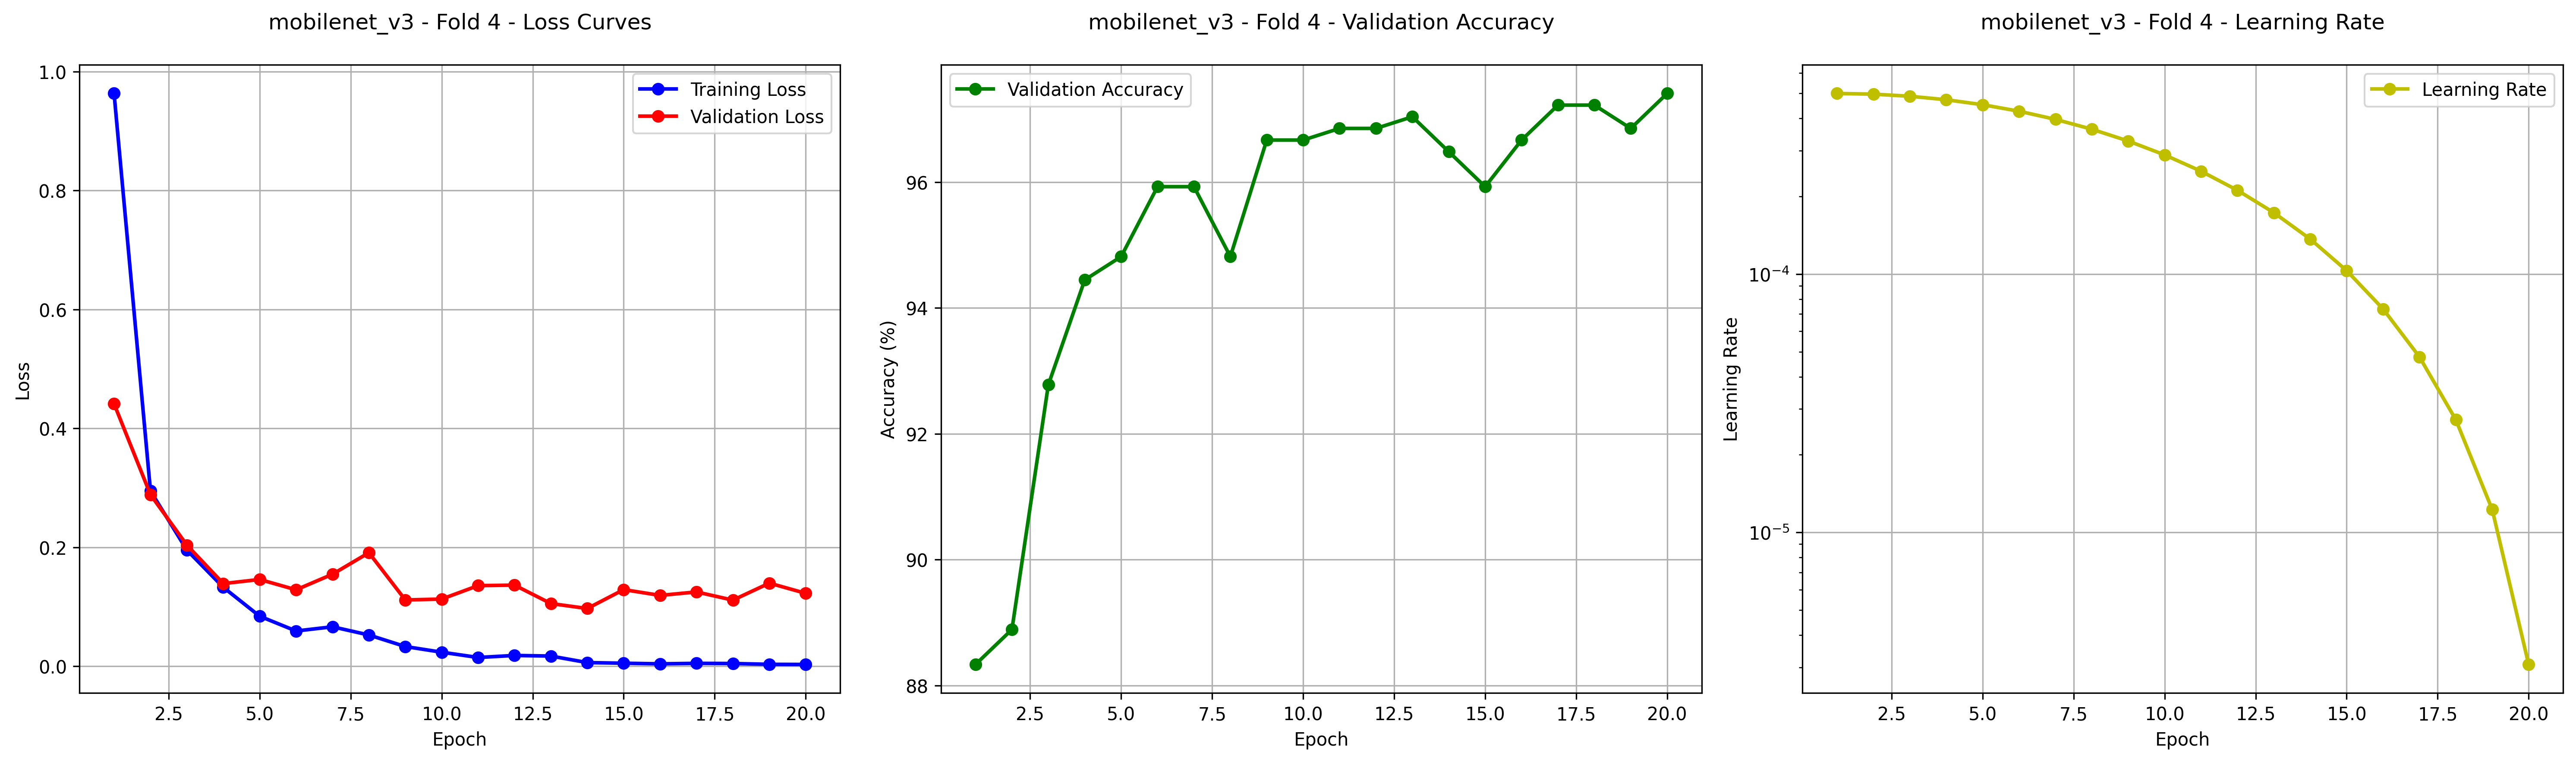 mobilenet_v3 - Fold 4 - Loss Curves
1.0
0.8
0.6
0.4
0.2
0.0
Loss
Training Loss
Validation Loss
2.5 5.0 7.5 10.0 12.5 15.0 17.5 20.0
Epoch
mobilenet_v3 - Fold 4 - Validation Accuracy
96
94
92
90
88
Accuracy (%)
Validation Accuracy
2.5 5.0 7.5 10.0 12.5 15.0 17.5 20.0
Epoch
mobilenet_v3 - Fold 4 - Learning Rate
10⁻⁴
10⁻⁵
Learning Rate
Learning Rate
2.5 5.0 7.5 10.0 12.5 15.0 17.5 20.0
Epoch